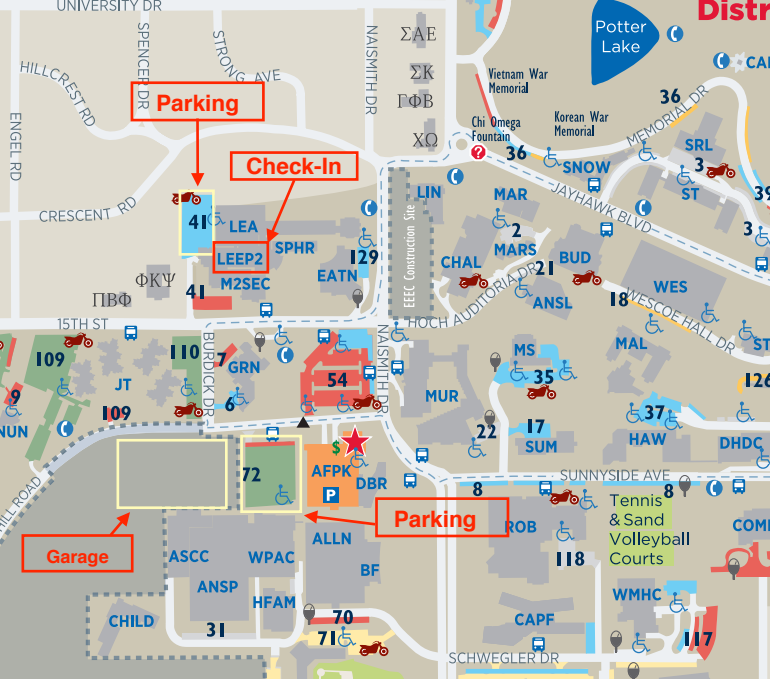 UNIVERSITY DR
Distr
SPENCER DR
STRONG AVE
NAISMITH DR
ΣΑΕ
Potter
Lake
HILLCREST RD
ΣΚ
CAM
Vietnam War
Memorial
Parking
ΓΦΒ
36
MEMORIAL DR
ENGEL RD
Chi Omega
Fountain
Korean War
Memorial
ΧΩ
?
36
SNOW
SRL
3
Check-In
LIN
MAR
JAYHAWK BLVD
ST
39
CRESCENT RD
41
LEA
EEEC Construction Site
2
3
LEEP2
SPHR
129
MARS
CHAL
BUD
ΦΚΨ
M2SEC
EATN
21
WES
ΠΒΦ
41
ANSL
18
WESCOE HALL DR
15TH ST
HOCH AUDITORIA DR
109
110
BURDICK DR
7
GRN
NAISMITH DR
MS
MAL
ST
JT
54
35
126
9
109
6
MUR
37
NUN
22
17
SUM
HAW
DHDC
$
72
AFPK
P
DBR
SUNNYSIDE AVE
HILL ROAD
8
8
Parking
ROB
Tennis
& Sand
Volleyball
Courts
COM
Garage
ASCC
WPAC
ALLN
118
ANSP
BF
HFAM
WMHC
CHILD
31
70
71
CAPF
117
SCHWEGLER DR